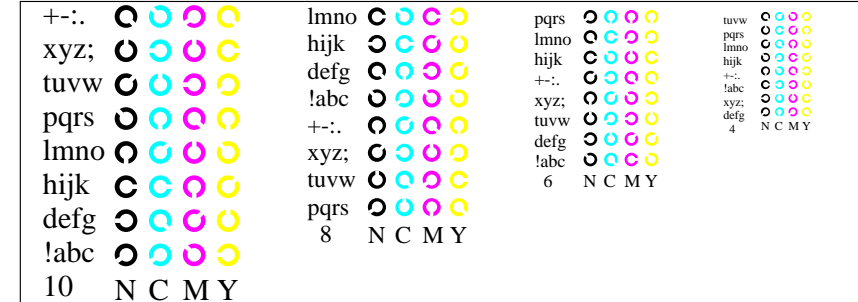 +-:.
xyz;
tuvw
pqrs
lmno
hijk
defg
!abc
10 N C M Y
lmno
hijk
defg
!abc
+-:.
xyz;
tuvw
pqrs
8 N C M Y
pqrs
lmno
hijk
+-:.
xyz;
tuvw
defg
!abc
6 N C M Y
tuvw
pqrs
lmno
hijk
+-:.
!abc
xyz;
defg
4 N C M Y